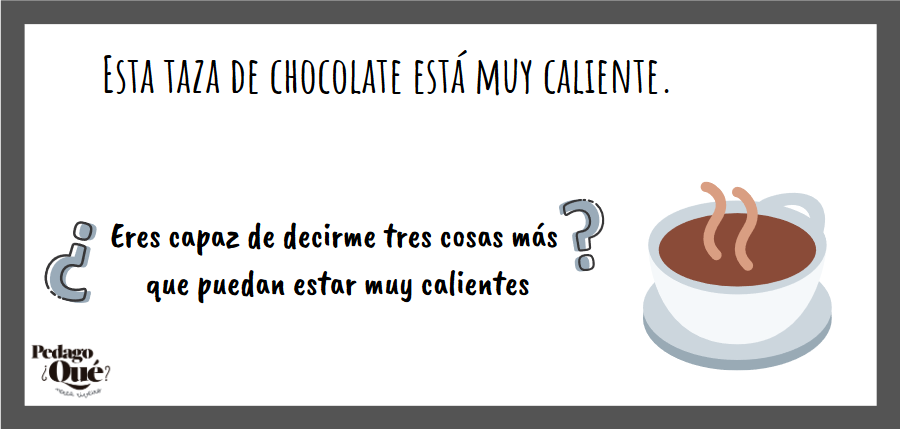 Esta taza de chocolate está muy caliente.
¿Eres capaz de decirme tres cosas más
que puedan estar muy calientes?
Pedago
¿Qué?